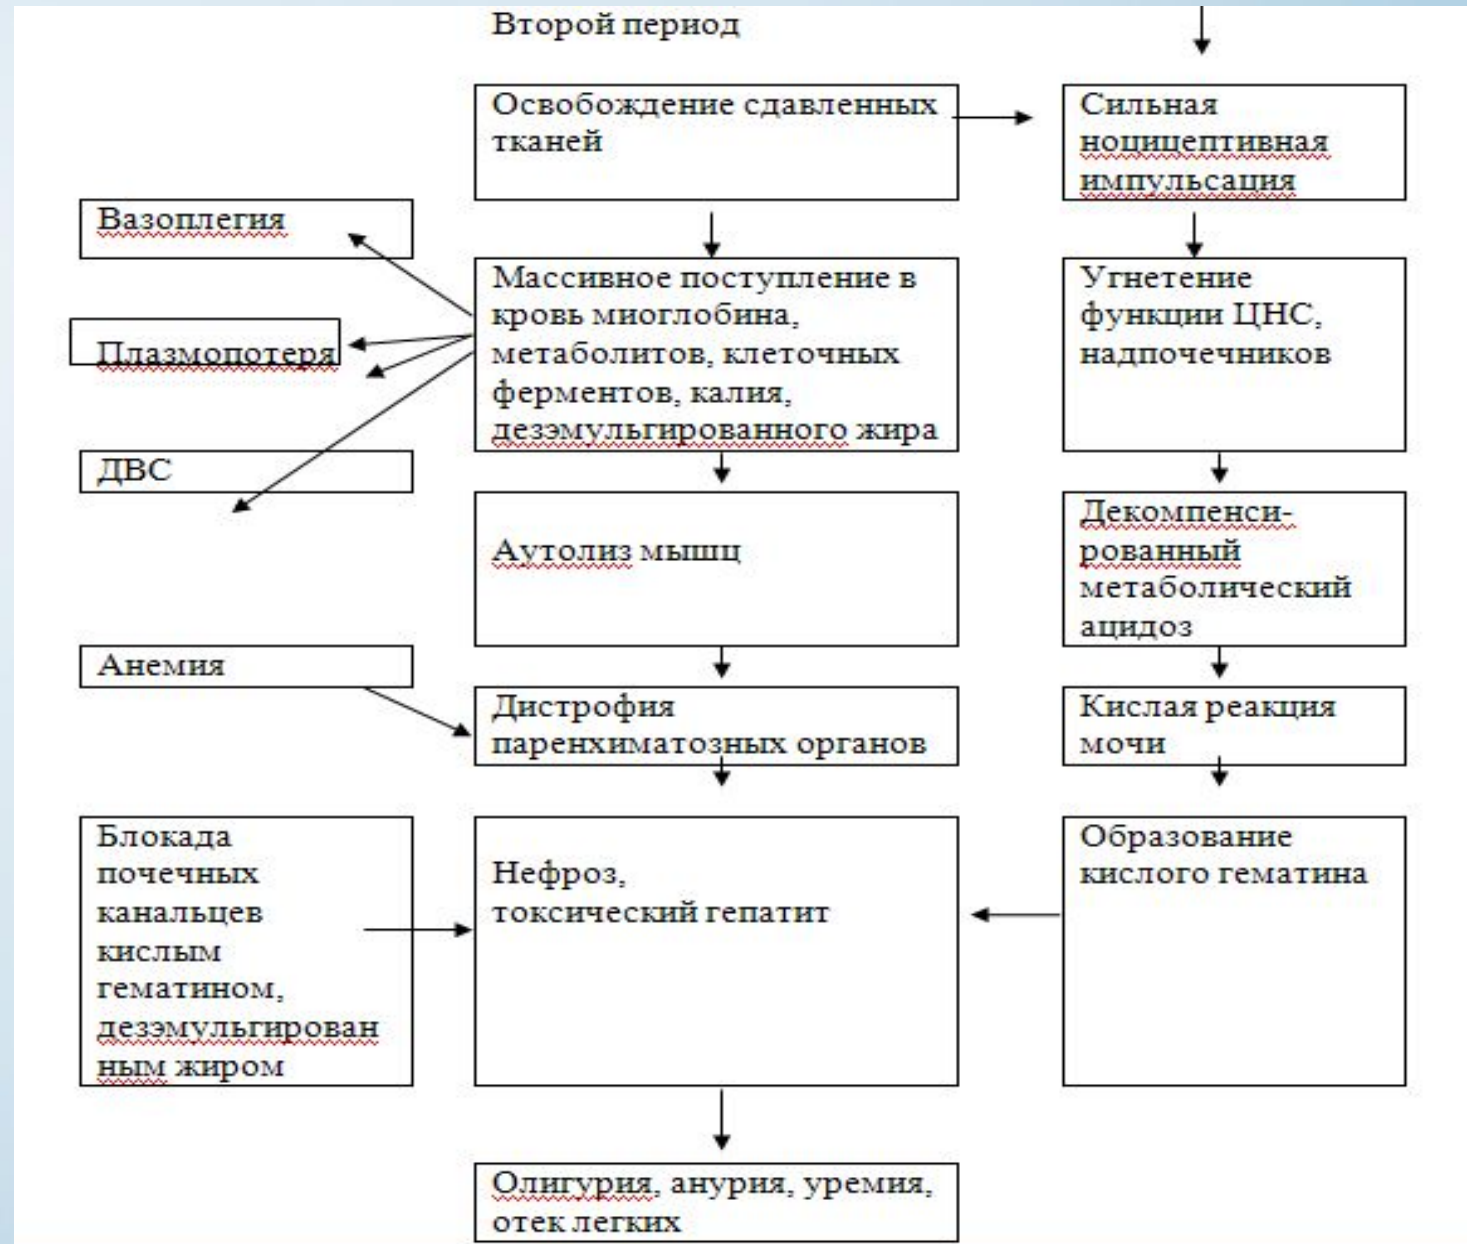 Второй период
Освобождение сдавленных
тканей
Сильная
ноцицептивная
импульсация
Вазоплегия
Массивное поступление в
кровь миоглобина,
метаболитов, клеточных
ферментов, калия,
дезэмульгированного жира
Угнетение
функции ЦНС,
надпочечников
Плазмопотеря
ДВС
Аутолиз мышц
Декомпенси-
рованный
метаболический
ацидоз
Анемия
Дистрофия
паренхиматозных органов
Кислая реакция
мочи
Блокада
почечных
канальцев
кислым
гематином,
дезэмульгирован
ным жиром
Нефроз,
токсический гепатит
Образование
кислого гематина
Олигурия, анурия, уремия,
отек легких